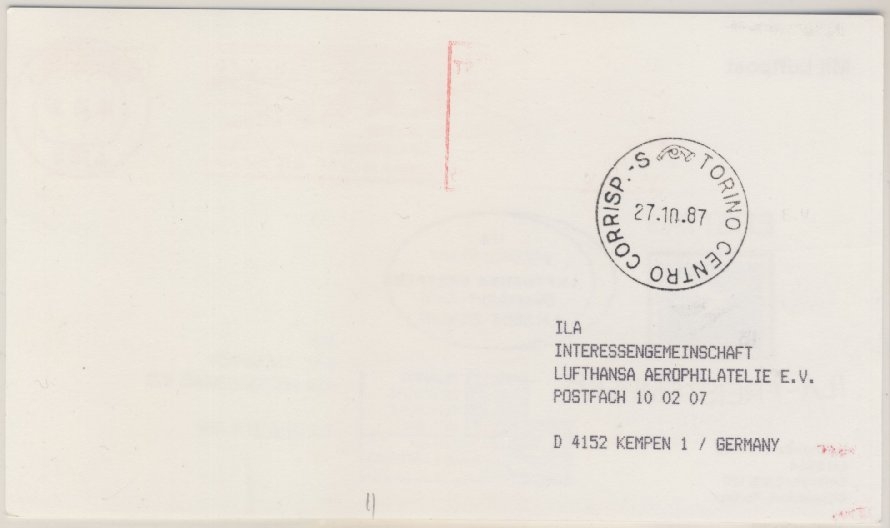 TORINO CENTRO CORRISP.-S
27.10.87
ILA
INTERESSENGEMEINSCHAFT
LUFTHANSA AEROPHILATELIE E.V.
POSTFACH 10 02 07
D 4152 KEMPEN 1 / GERMANY